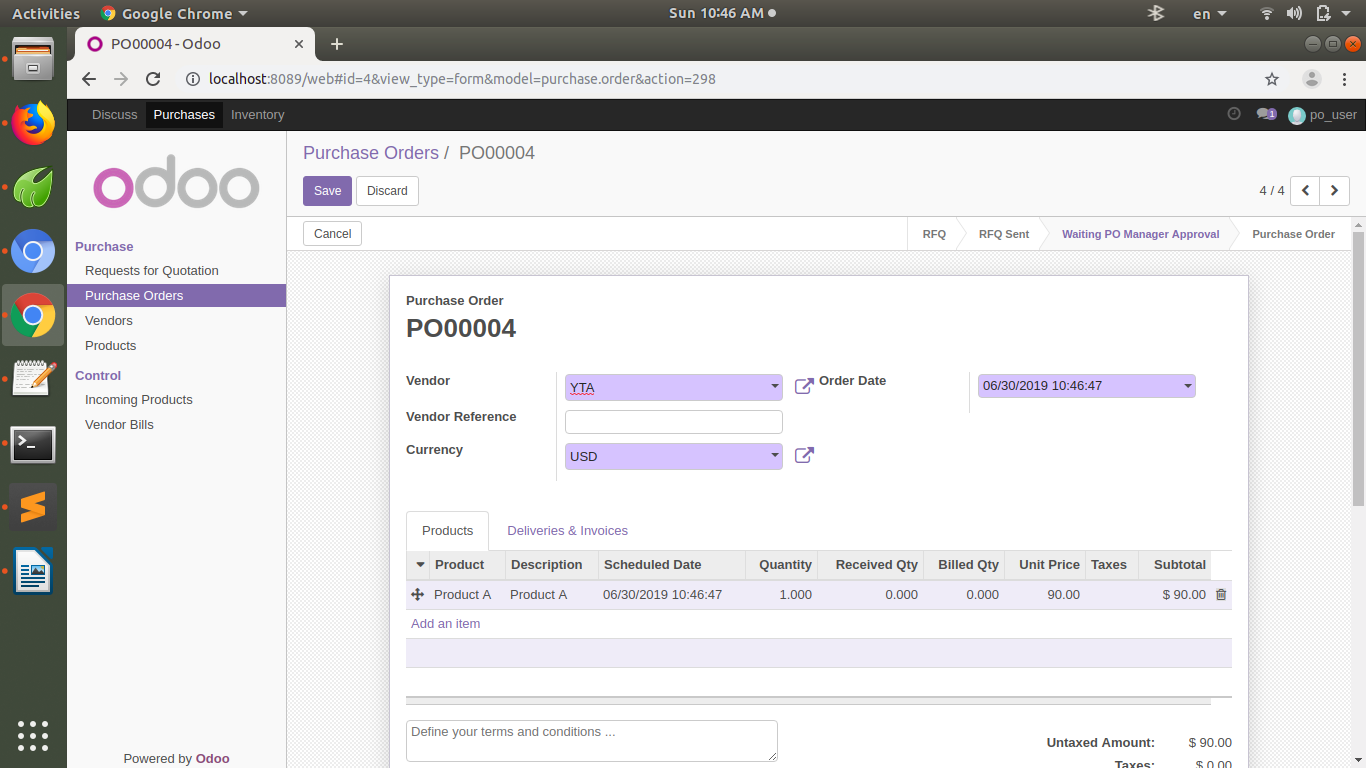 Activities Google Chrome Sun 10:46 AM en
PO00004 - Odoo
localhost:8089/web#id=4&view_type=form&model=purchase.order&action=298
Discuss Purchases Inventory 1 po_user
odoo
Purchase
Requests for Quotation
Purchase Orders
Vendors
Products
Control
Incoming Products
Vendor Bills
Powered by Odoo
Purchase Orders / PO00004
Save Discard 4 / 4
Cancel RFQ RFQ Sent Waiting PO Manager Approval Purchase Order
Purchase Order
PO00004
Vendor YTA Order Date 06/30/2019 10:46:47
Vendor Reference
Currency USD
Products Deliveries & Invoices
Product Description Scheduled Date Quantity Received Qty Billed Qty Unit Price Taxes Subtotal
Product A Product A 06/30/2019 10:46:47 1.000 0.000 0.000 90.00 $ 90.00
Add an item
Define your terms and conditions ...
Untaxed Amount: $ 90.00
Taxes: $ 0.00